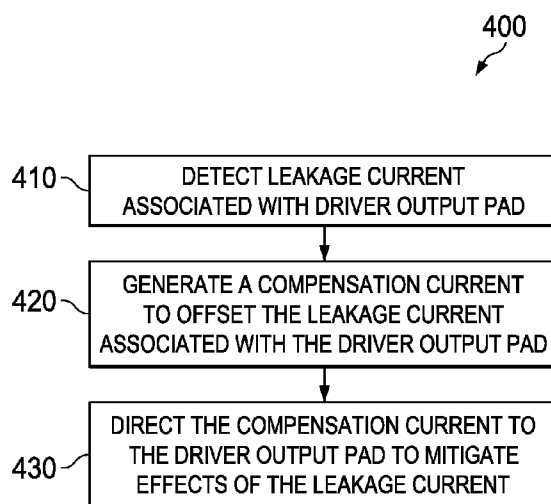 400
410
DETECT LEAKAGE CURRENT
ASSOCIATED WITH DRIVER OUTPUT PAD
420
GENERATE A COMPENSATION CURRENT
TO OFFSET THE LEAKAGE CURRENT
ASSOCIATED WITH THE DRIVER OUTPUT PAD
430
DIRECT THE COMPENSATION CURRENT TO
THE DRIVER OUTPUT PAD TO MITIGATE
EFFECTS OF THE LEAKAGE CURRENT